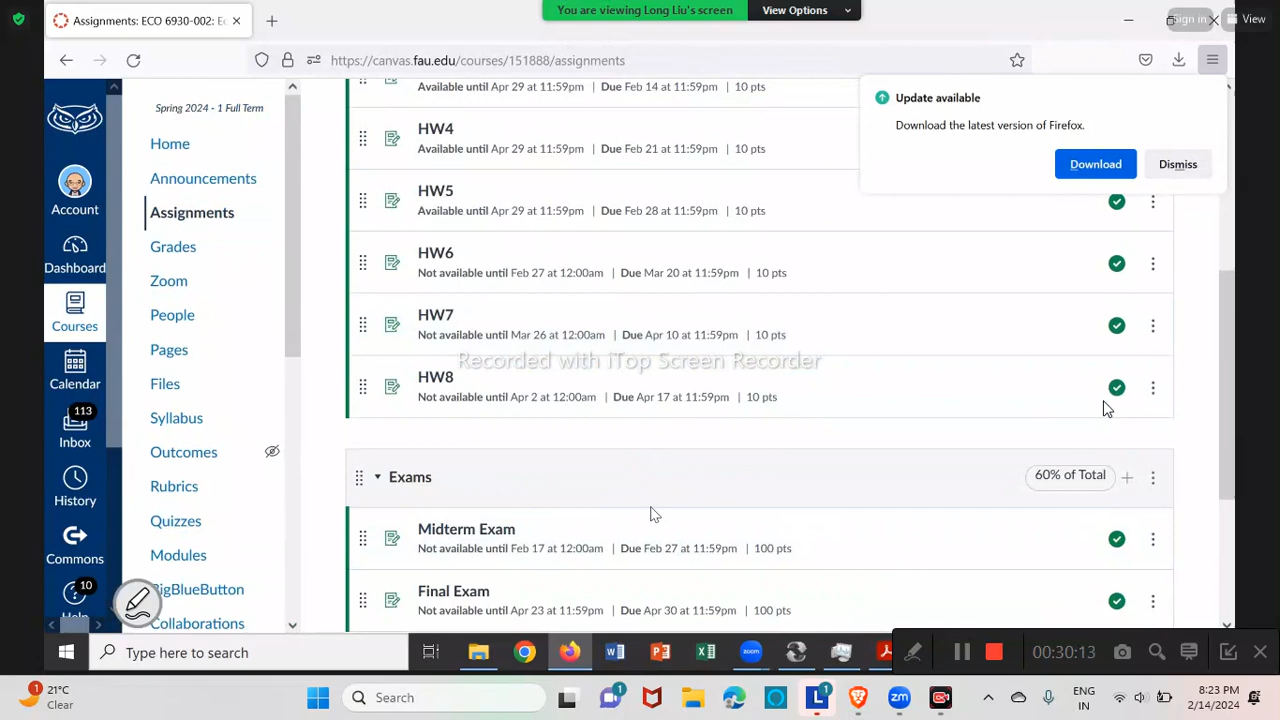 You are viewing Long Liu's screen
View Options
Sign in
View
Assignments: ECO 6930-002: Ec
https://canvas.fau.edu/courses/151888/assignments
Update available
Download the latest version of Firefox.
Download
Dismiss
Account
Dashboard
Courses
Calendar
113
Inbox
History
Commons
10
Help
Spring 2024 - 1 Full Term
Home
Announcements
Assignments
Grades
Zoom
People
Pages
Files
Syllabus
Outcomes
Rubrics
Quizzes
Modules
BigBlueButton
Collaborations
Available until Apr 29 at 11:59pm | Due Feb 14 at 11:59pm | 10 pts
HW4
Available until Apr 29 at 11:59pm | Due Feb 21 at 11:59pm | 10 pts
HW5
Available until Apr 29 at 11:59pm | Due Feb 28 at 11:59pm | 10 pts
HW6
Not available until Feb 27 at 12:00am | Due Mar 20 at 11:59pm | 10 pts
HW7
Not available until Mar 26 at 12:00am | Due Apr 10 at 11:59pm | 10 pts
Recorded with iTop Screen Recorder
HW8
Not available until Apr 2 at 12:00am | Due Apr 17 at 11:59pm | 10 pts
Exams
60% of Total
Midterm Exam
Not available until Feb 17 at 12:00am | Due Feb 27 at 11:59pm | 100 pts
Final Exam
Not available until Apr 23 at 11:59pm | Due Apr 30 at 11:59pm | 100 pts
Type here to search
zoom
00:30:13
1
21°C
Clear
Search
1
L
1
zm
ENG
IN
8:23 PM
2/14/2024